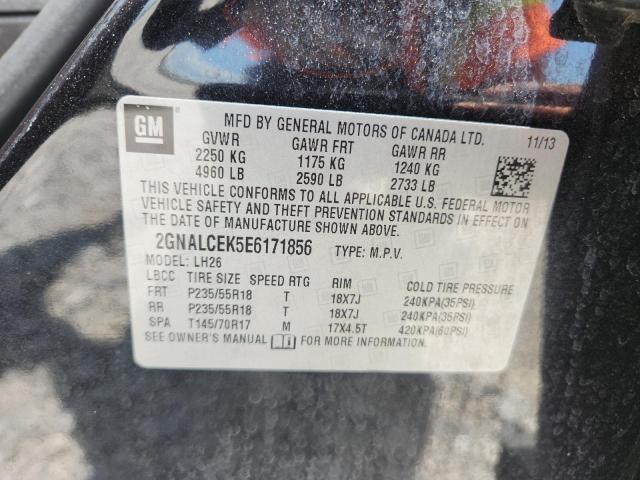 GM
MFD BY GENERAL MOTORS OF CANADA LTD. 11/13
GVWR GAWR FRT GAWR RR
2250 KG 1175 KG 1240 KG
4960 LB 2590 LB 2733 LB
THIS VEHICLE CONFORMS TO ALL APPLICABLE U.S. FEDERAL MOTOR
VEHICLE SAFETY AND THEFT PREVENTION STANDARDS IN EFFECT ON
THE DATE OF MANUFACTURE SHOWN ABOVE.
2GNALCEK5E6171856 TYPE: M.P.V.
MODEL: LH26
LBCC TIRE SIZE SPEED RTG RIM COLD TIRE PRESSURE
FRT P235/55R18 T 18X7J 240KPA(35PSI)
RR P235/55R18 T 18X7J 240KPA(35PSI)
SPA T145/70R17 M 17X4.5T 420KPA(60PSI)
SEE OWNER'S MANUAL FOR MORE INFORMATION